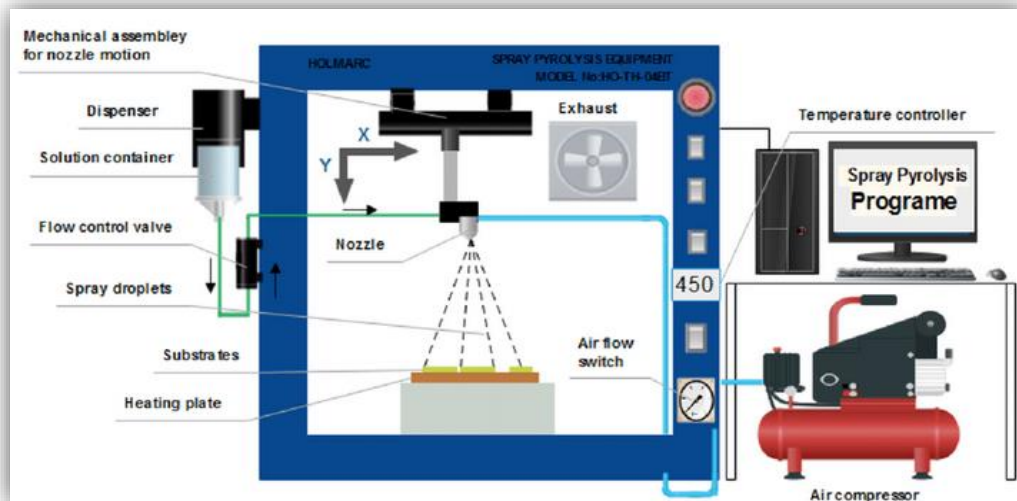 Mechanical assembley
for nozzle motion
HOLMARC
SPRAY PYROLYSIS EQUIPMENT
MODEL No:HO-TH-04BT
Dispenser
Exhaust
Temperature controller
X
Solution container
Y
Spray Pyrolysis
Programe
Flow control valve
Nozzle
Spray droplets
450
Substrates
Air flow
switch
Heating plate
Air compressor